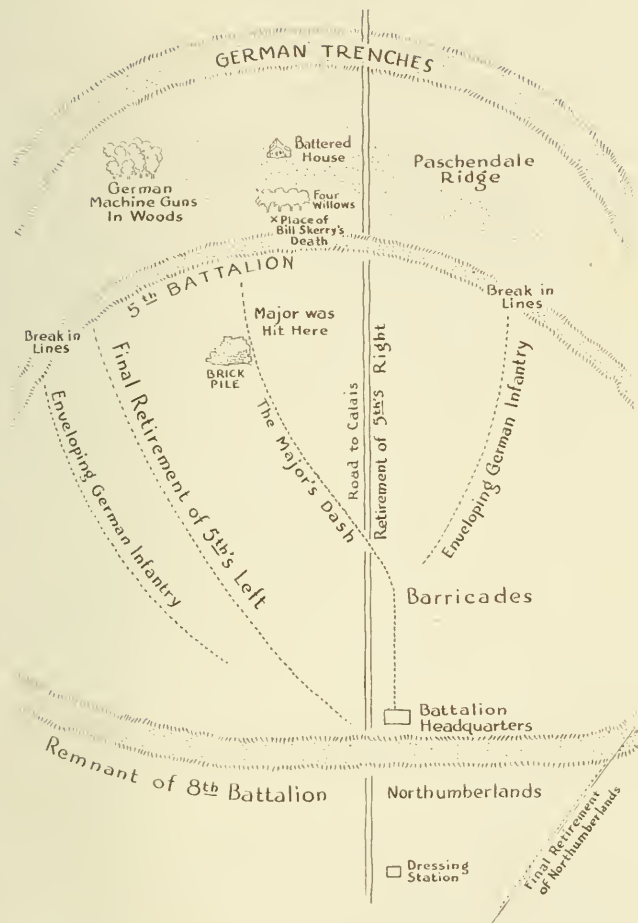 GERMAN TRENCHES
Battered
House
German
Machine Guns
In Woods
Four
Willows
x Place of
Bill Skerry's
Death
Paschendale
Ridge
5th BATTALION
Break in
Lines
Major was
Hit Here
Break in
Lines
BRICK
PILE
Final Retirement of 5th's Left
Enveloping German Infantry
The Major's Dash
Road to Calais
Retirement of 5th's Right
Enveloping German Infantry
Barricades
Battalion
Headquarters
Remnant of 8th Battalion
Northumberlands
Dressing
Station
Final Retirement
of Northumberlands